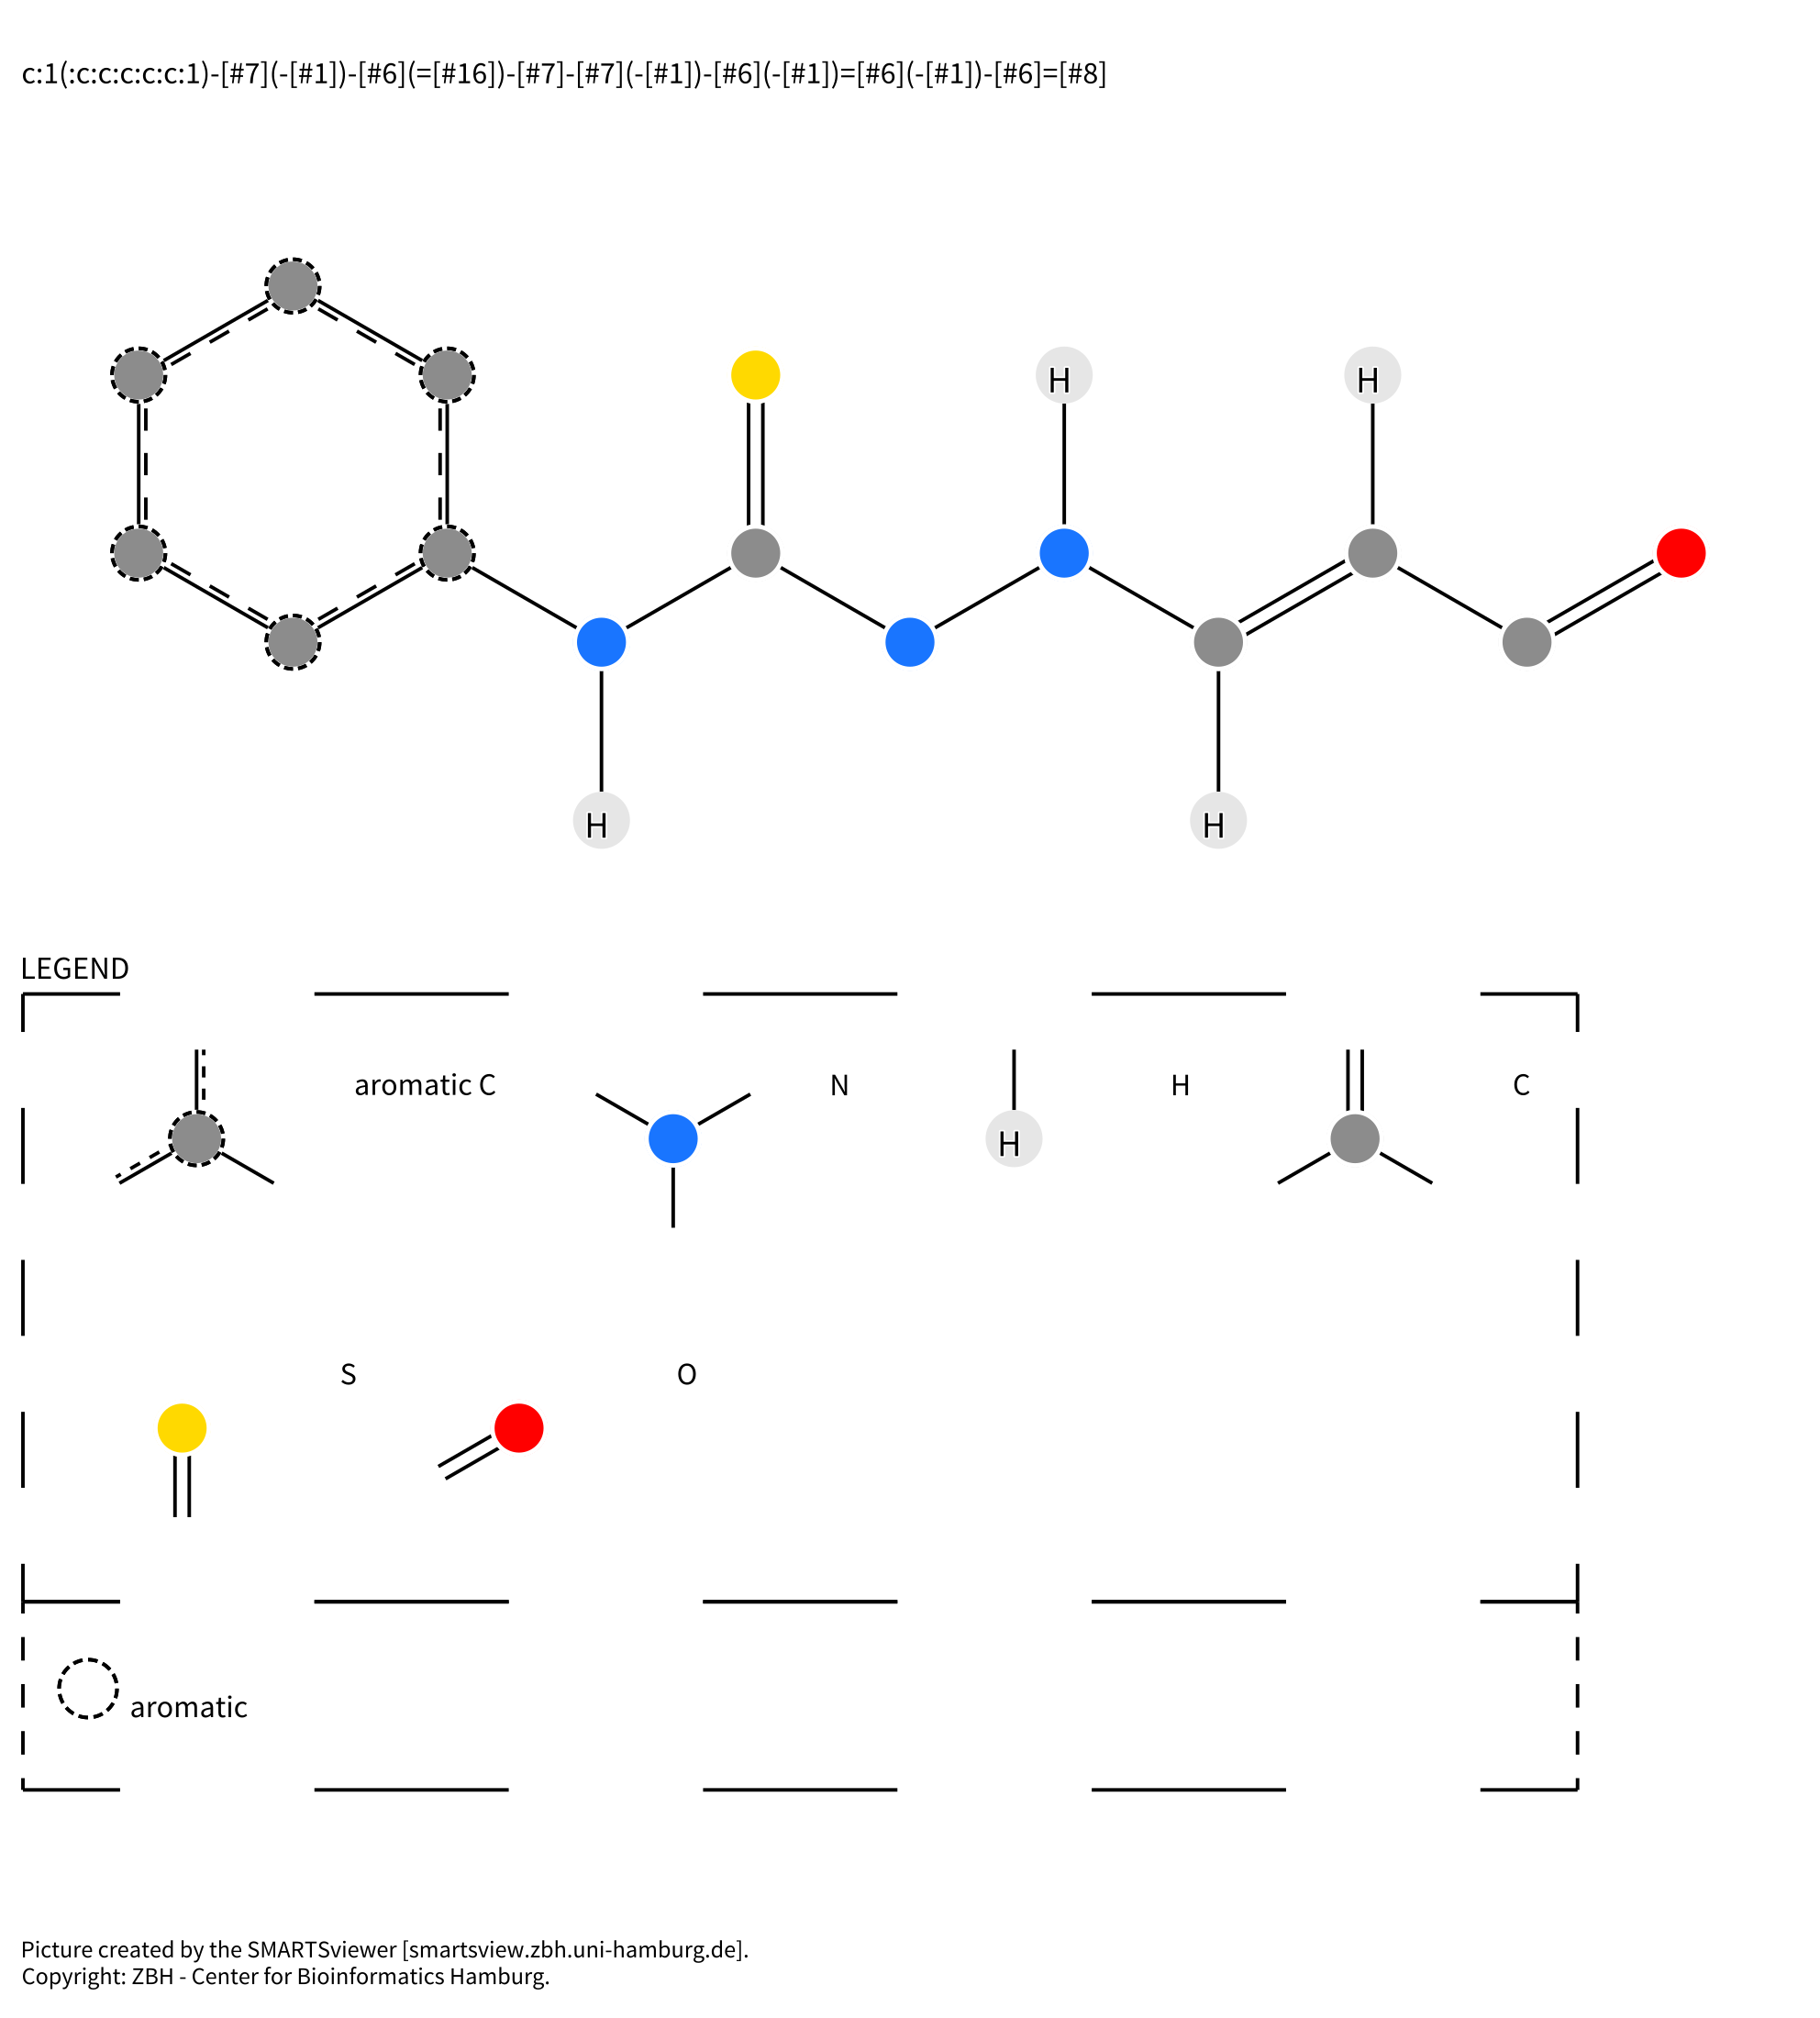 c:1(:c:c:c:c:c:1)-[#7](-[#1])-[#6](=[#16])-[#7]-[#7](-[#1])-[#6](-[#1])=[#6](-[#1])-[#6]=[#8]
H H
H H
LEGEND
aromatic C N H C
H
S O
aromatic
Picture created by the SMARTSviewer [smartsview.zbh.uni-hamburg.de].
Copyright: ZBH - Center for Bioinformatics Hamburg.